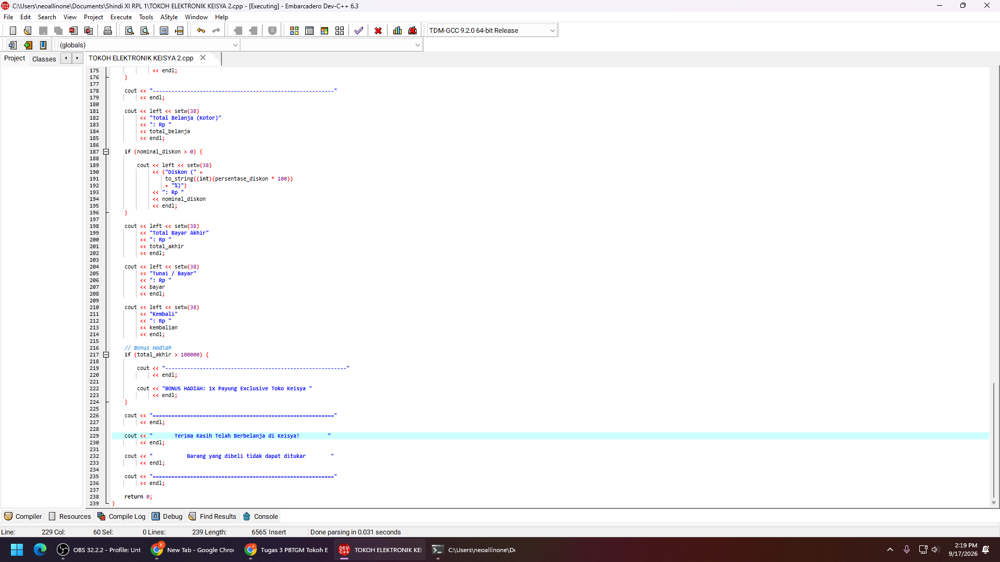 C:\Users\neoallinone\Documents\Shindi XI RPL 1\TOKOH ELEKTRONIK KEISYA 2.cpp - [Executing] - Embarcadero Dev-C++ 6.3
File Edit Search View Project Execute Tools AStyle Window Help
TDM-GCC 9.2.0 64-bit Release
(globals)
Project Classes TOKOH ELEKTRONIK KEISYA 2.cpp
175 << endl;
176 }
177
178 cout << "----------------------------------------------------------"
179 << endl;
180
181 cout << left << setw(38)
182 << "Total Belanja (Kotor)"
183 << ": Rp "
184 << total_belanja
185 << endl;
186
187 if (nominal_diskon > 0) {
188
189 cout << left << setw(38)
190 << ("Diskon (" +
191 to_string((int)(persentase_diskon * 100))
192 + "%)")
193 << ": Rp "
194 << nominal_diskon
195 << endl;
196 }
197
198 cout << left << setw(38)
199 << "Total Bayar Akhir"
200 << ": Rp "
201 << total_akhir
202 << endl;
203
204 cout << left << setw(38)
205 << "Tunai / Bayar"
206 << ": Rp "
207 << bayar
208 << endl;
209
210 cout << left << setw(38)
211 << "Kembali"
212 << ": Rp "
213 << kembalian
214 << endl;
215
216 // Bonus Hadiah
217 if (total_akhir > 100000) {
218
219 cout << "----------------------------------------------------------"
220 << endl;
221
222 cout << "BONUS HADIAH: 1x Payung Exclusive Toko Keisya "
223 << endl;
224 }
225
226 cout << "=========================================================="
227 << endl;
228
229 cout << "       Terima Kasih Telah Berbelanja di Keisya!         "
230 << endl;
231
232 cout << "           Barang yang dibeli tidak dapat ditukar        "
233 << endl;
234
235 cout << "=========================================================="
236 << endl;
237
238 return 0;
239 }
Compiler Resources Compile Log Debug Find Results Console
Line: 229 Col: 60 Sel: 0 Lines: 239 Length: 6565 Insert Done parsing in 0.031 seconds
OBS 32.2.2 - Profile: Unt New Tab - Google Chro Tugas 3 PBTGM Tokoh E TOKOH ELEKTRONIK KEI C:\Users\neoallinone\Do
2:19 PM
9/17/2026